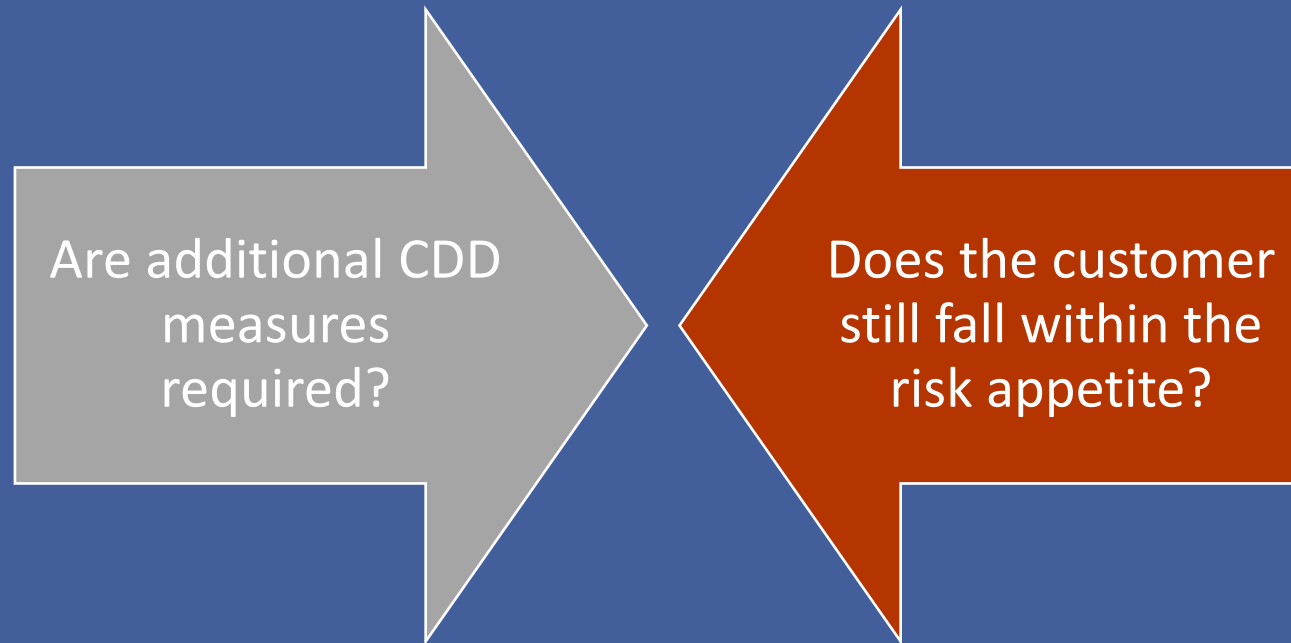 Are additional CDD
measures
required?
Does the customer
still fall within the
risk appetite?